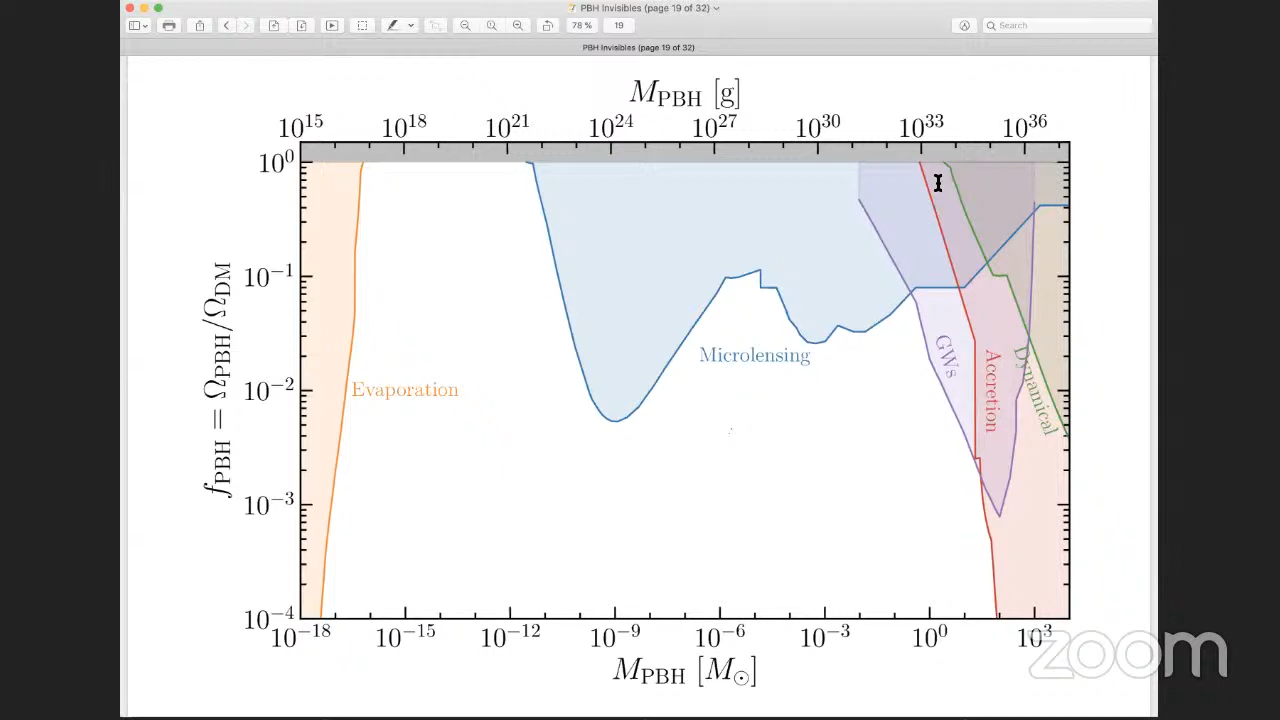 PBH Invisibles (page 19 of 32)
78 %
19
Search
PBH Invisibles (page 19 of 32)
M_PBH [g]
10^15 10^18 10^21 10^24 10^27 10^30 10^33 10^36
10^0
10^−1
10^−2
10^−3
10^−4
f_PBH = Ω_PBH/Ω_DM
Evaporation
Microlensing
GWs
Accretion
Dynamical
10^−18 10^−15 10^−12 10^−9 10^−6 10^−3 10^0 10^3
M_PBH [M_⊙]
zoom